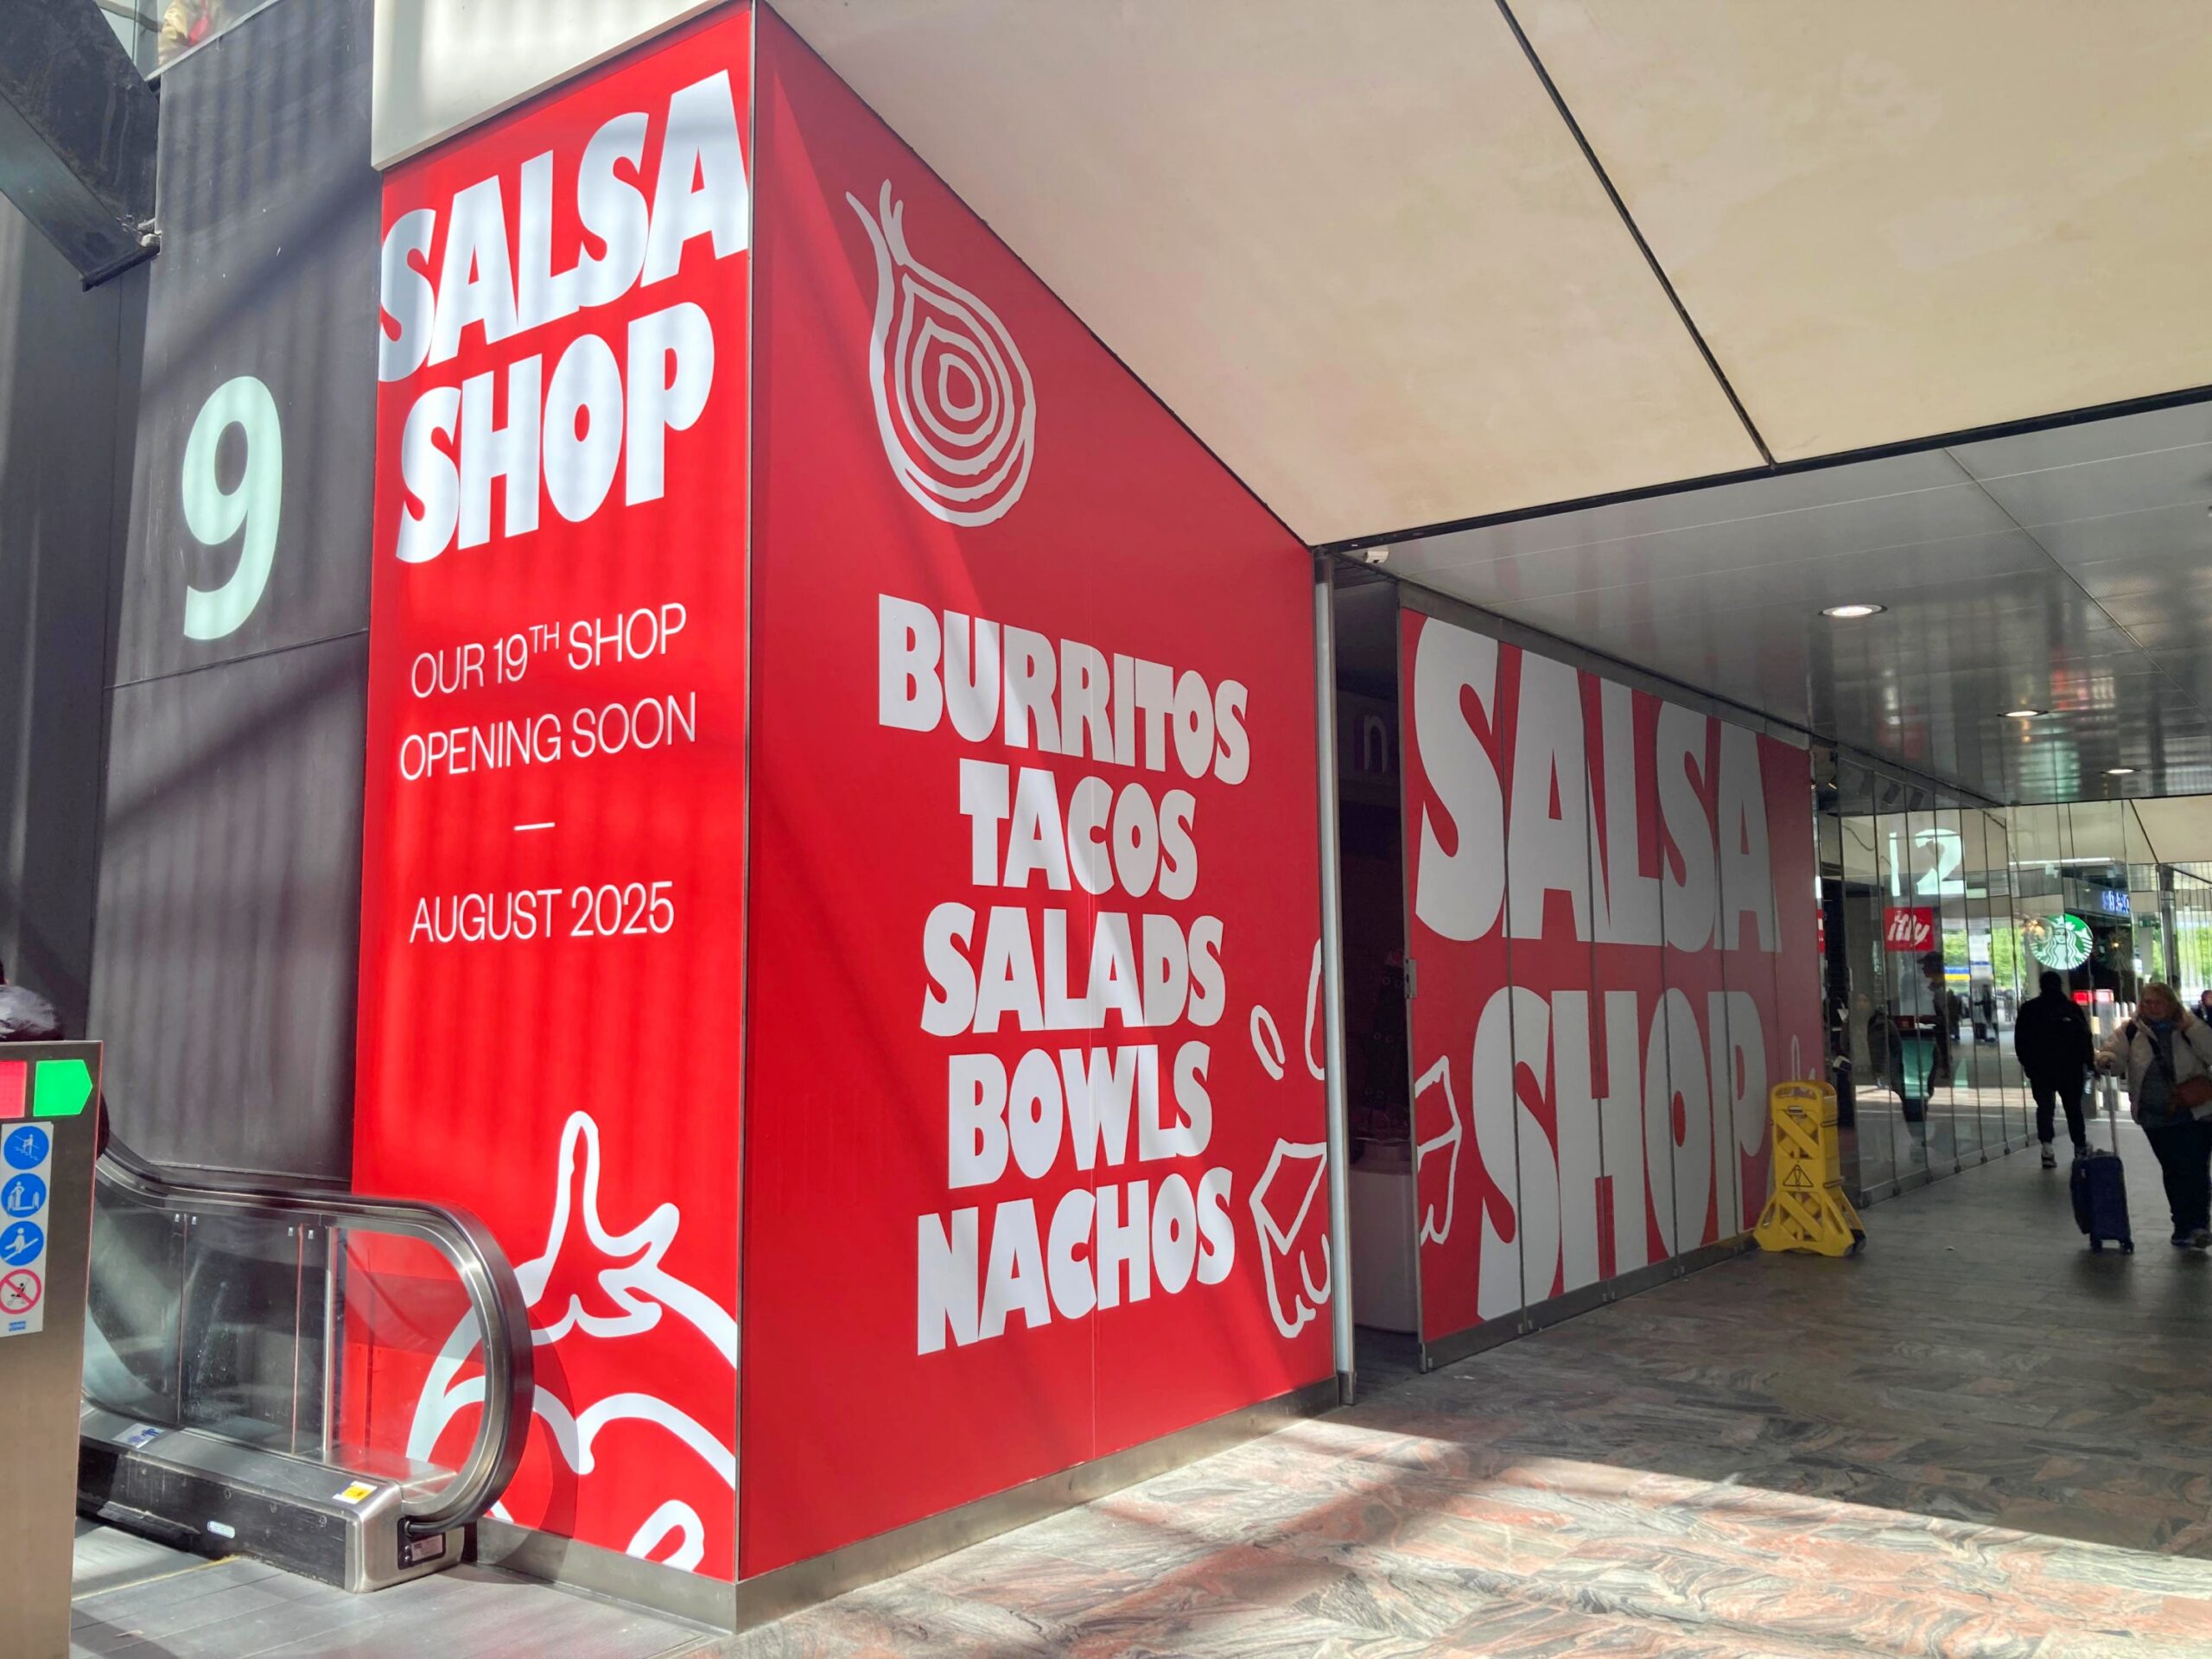 9
SALSA
SHOP
OUR 19TH SHOP
OPENING SOON
—
AUGUST 2025
BURRITOS
TACOS
SALADS
BOWLS
NACHOS
SALSA
SHOP
12
illy